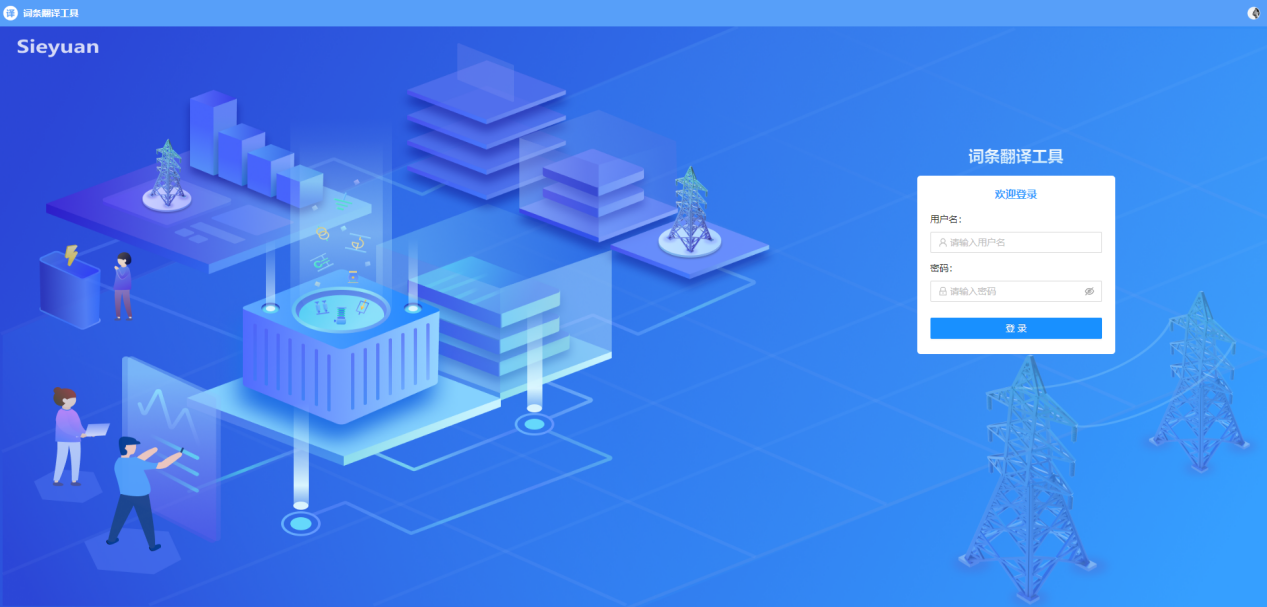 译 词条翻译工具
Sieyuan
词条翻译工具
欢迎登录
用户名:
请输入用户名
密码:
请输入密码
登 录